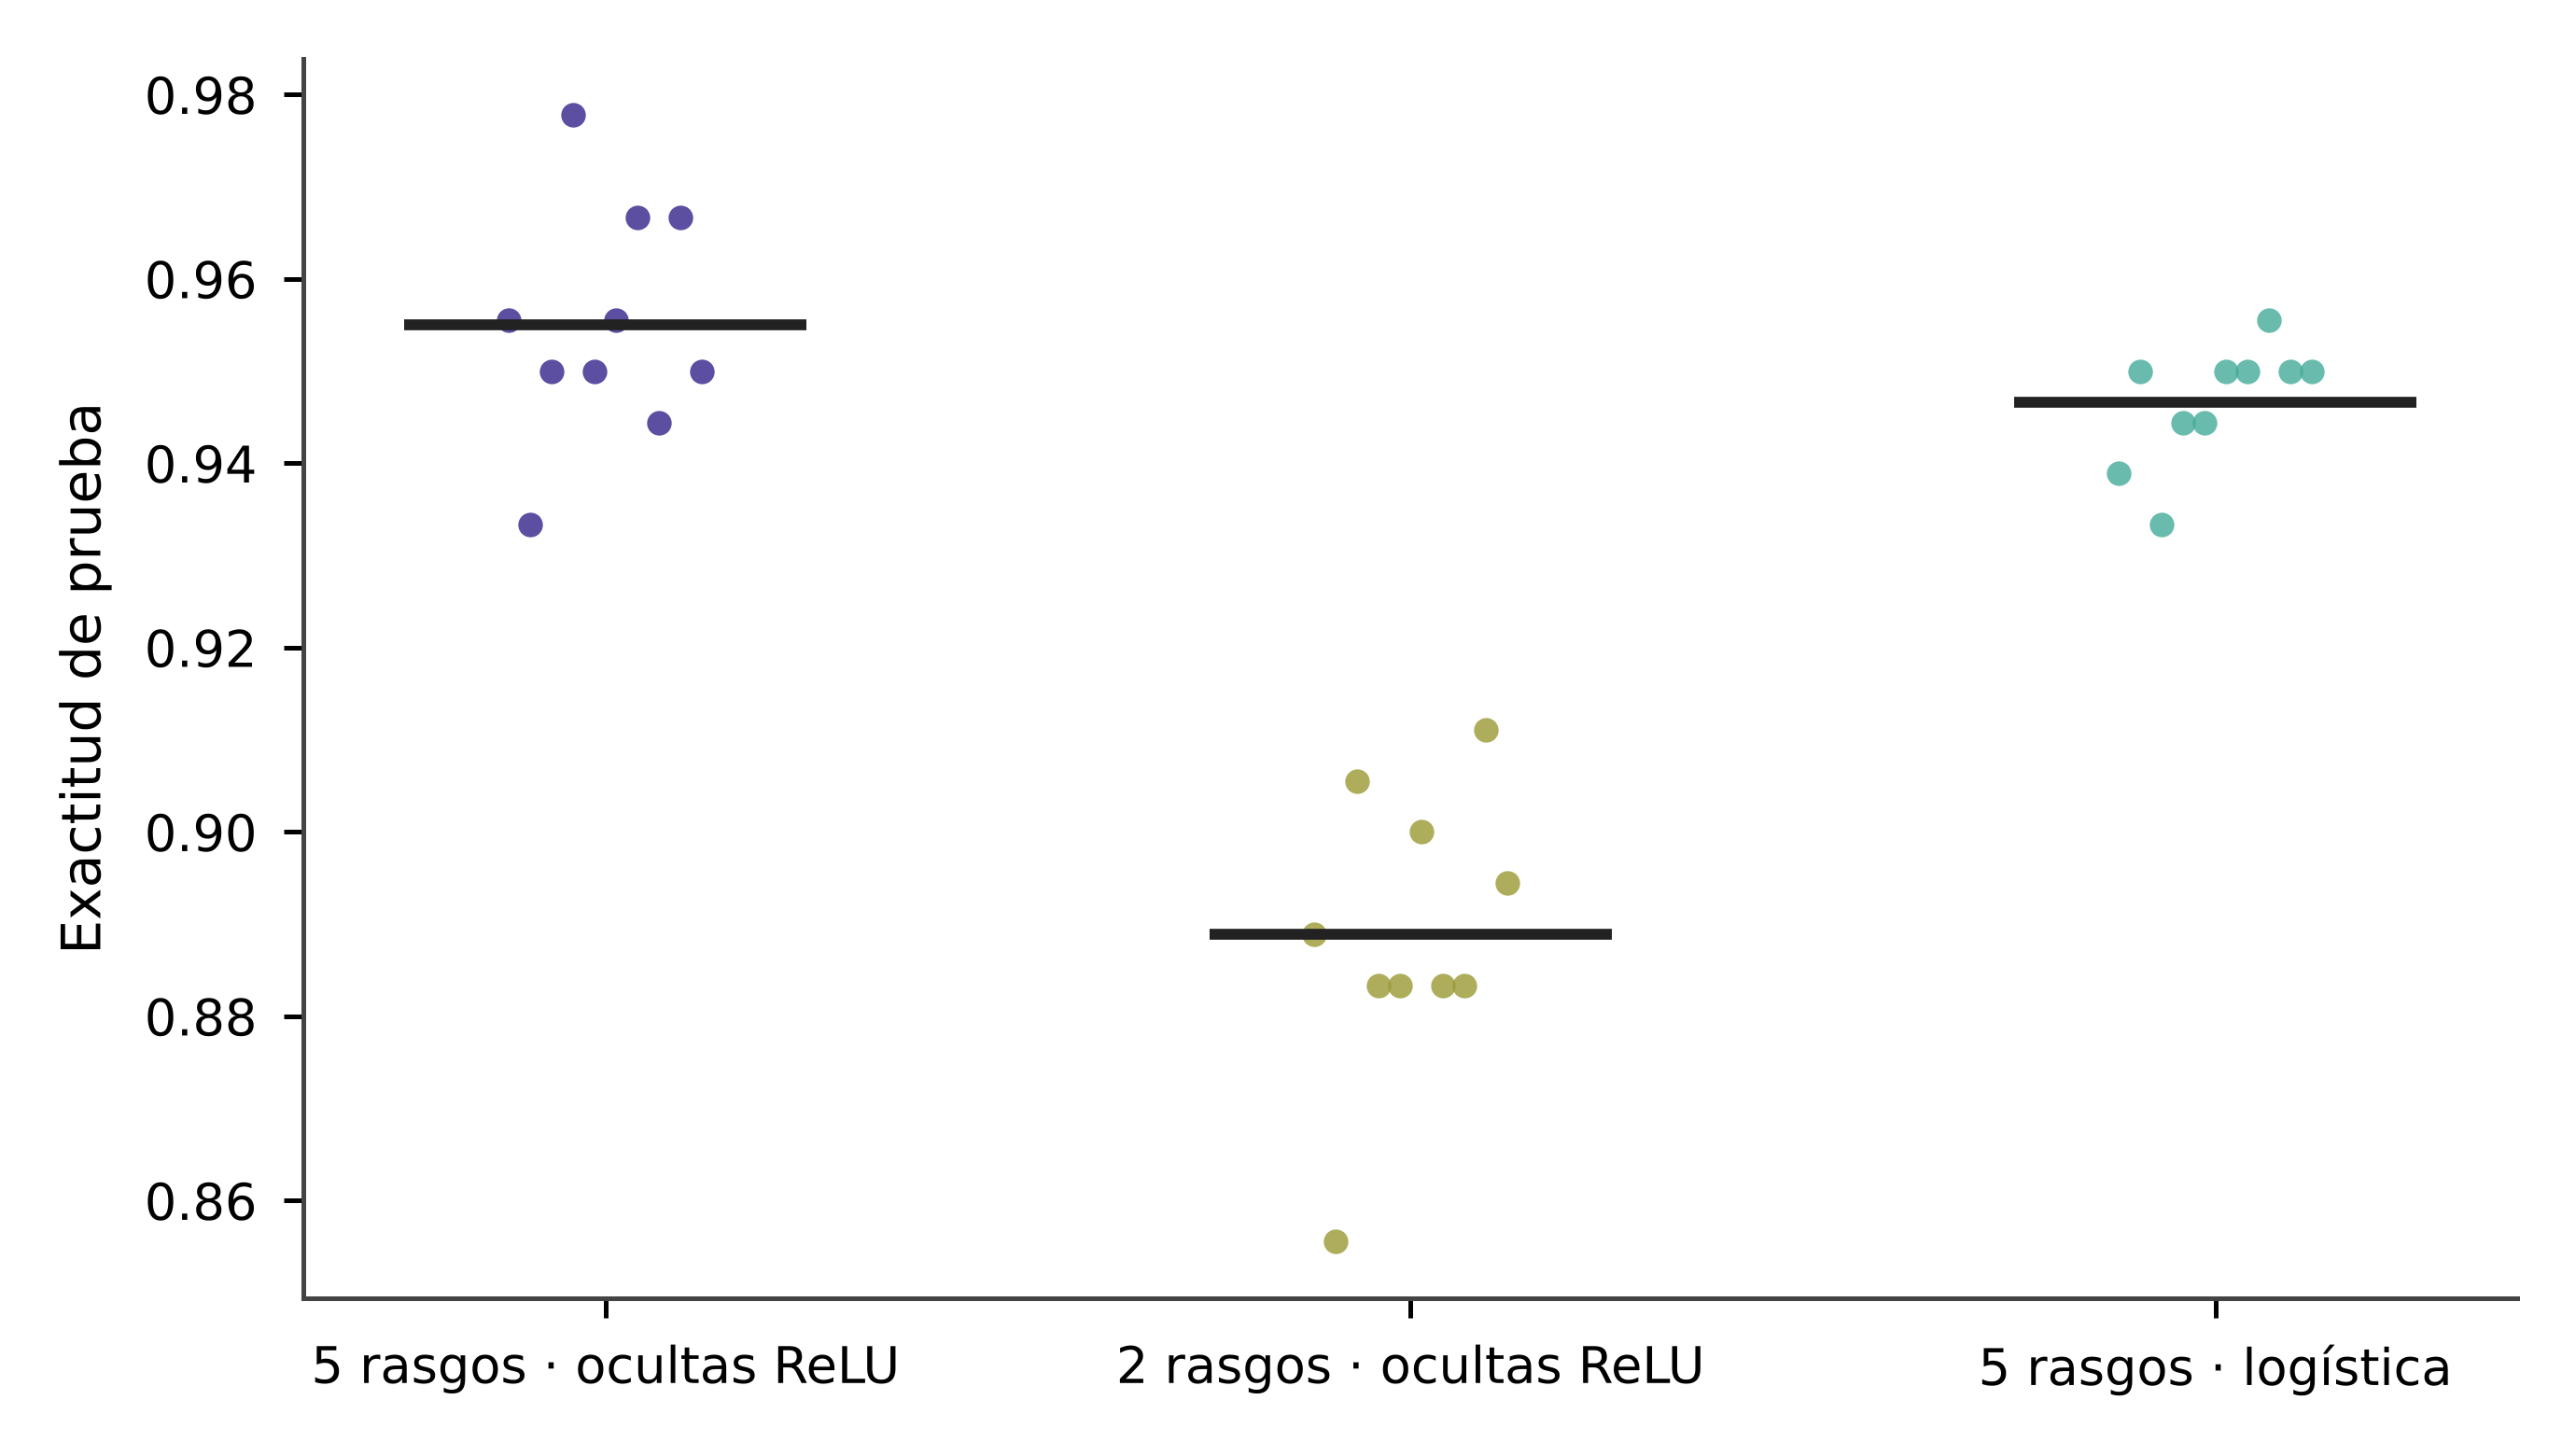 Exactitud de prueba
0.98
0.96
0.94
0.92
0.90
0.88
0.86
5 rasgos · ocultas ReLU
2 rasgos · ocultas ReLU
5 rasgos · logística